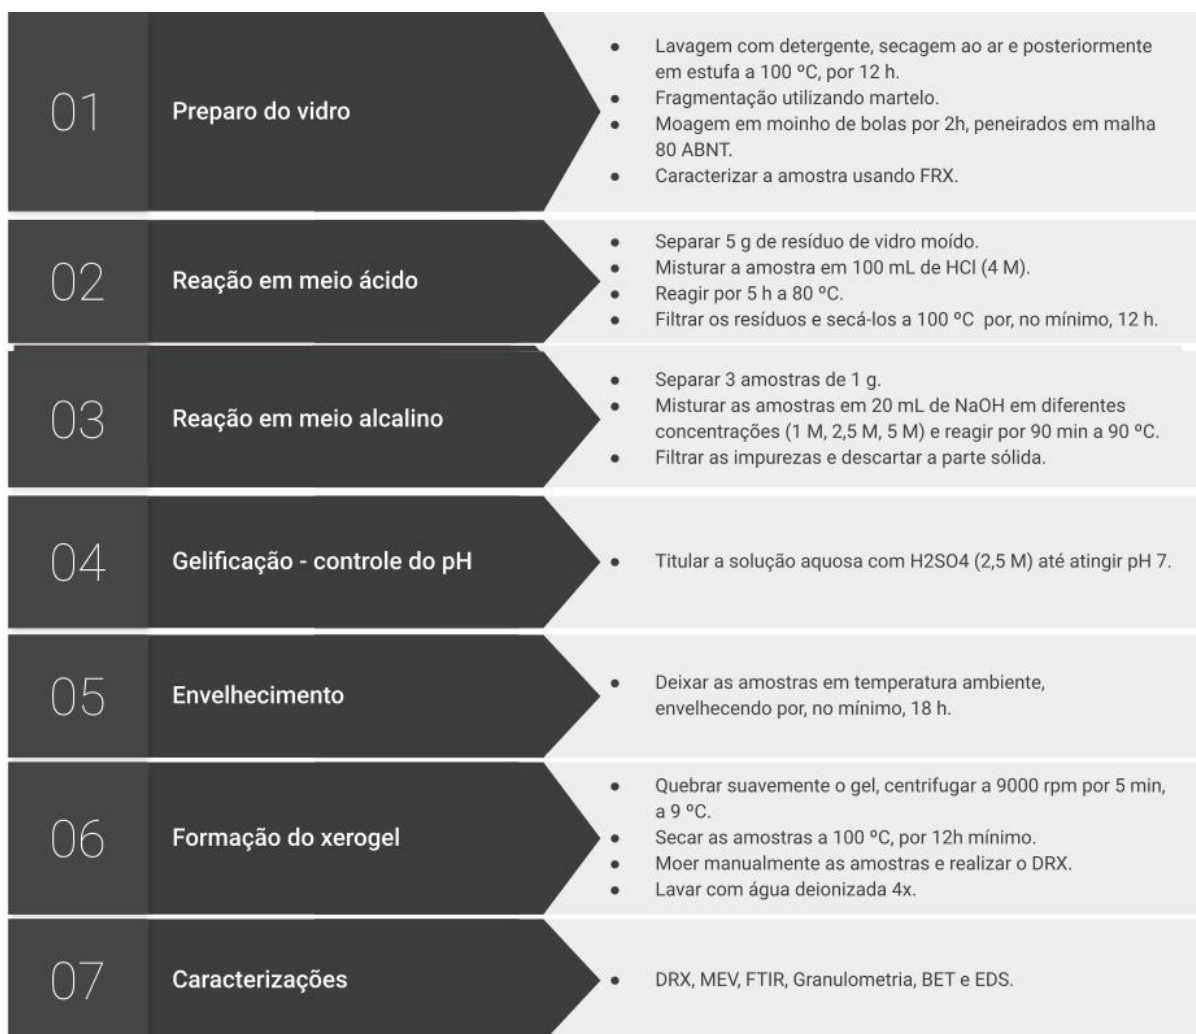 01
Preparo do vidro
● Lavagem com detergente, secagem ao ar e posteriormente
em estufa a 100 ºC, por 12 h.
● Fragmentação utilizando martelo.
● Moagem em moinho de bolas por 2h, peneirados em malha
80 ABNT.
● Caracterizar a amostra usando FRX.
02
Reação em meio ácido
● Separar 5 g de resíduo de vidro moído.
● Misturar a amostra em 100 mL de HCl (4 M).
● Reagir por 5 h a 80 ºC.
● Filtrar os resíduos e secá-los a 100 ºC por, no mínimo, 12 h.
03
Reação em meio alcalino
● Separar 3 amostras de 1 g.
● Misturar as amostras em 20 mL de NaOH em diferentes
concentrações (1 M, 2,5 M, 5 M) e reagir por 90 min a 90 ºC.
● Filtrar as impurezas e descartar a parte sólida.
04
Gelificação - controle do pH
● Titular a solução aquosa com H2SO4 (2,5 M) até atingir pH 7.
05
Envelhecimento
● Deixar as amostras em temperatura ambiente,
envelhecendo por, no mínimo, 18 h.
06
Formação do xerogel
● Quebrar suavemente o gel, centrifugar a 9000 rpm por 5 min,
a 9 ºC.
● Secar as amostras a 100 ºC, por 12h mínimo.
● Moer manualmente as amostras e realizar o DRX.
● Lavar com água deionizada 4x.
07
Caracterizações
● DRX, MEV, FTIR, Granulometria, BET e EDS.